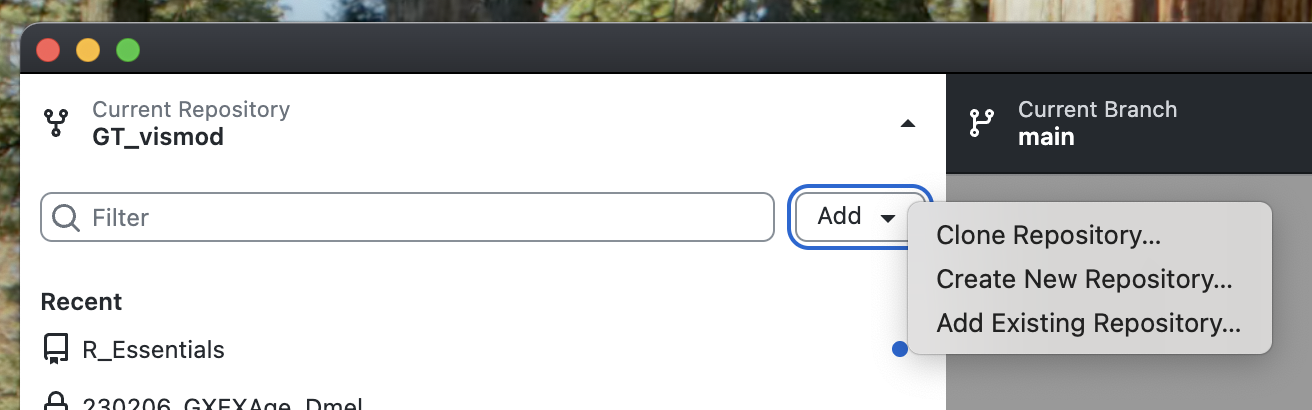 Current Repository
GT_vismod
Current Branch
main
Filter
Add
Clone Repository...
Create New Repository...
Add Existing Repository...
Recent
R_Essentials
230206_GXEXAge_Dmel